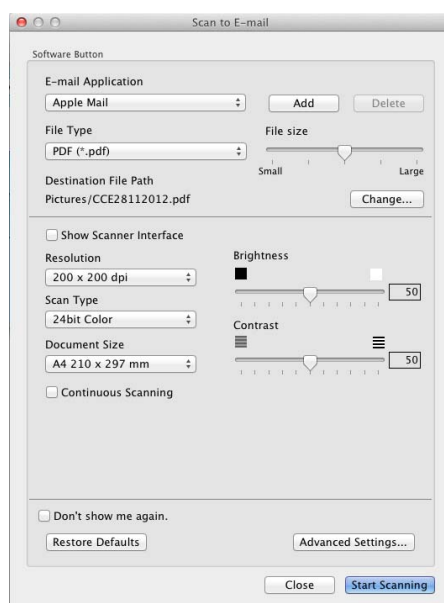 Scan to E-mail
Software Button
E-mail Application
Apple Mail
Add
Delete
File Type
File size
PDF (*.pdf)
Small
Large
Destination File Path
Pictures/CCE28112012.pdf
Change...
Show Scanner Interface
Resolution
Brightness
200 x 200 dpi
50
Scan Type
24bit Color
Contrast
Document Size
A4 210 x 297 mm
50
Continuous Scanning
Don't show me again.
Restore Defaults
Advanced Settings...
Close
Start Scanning